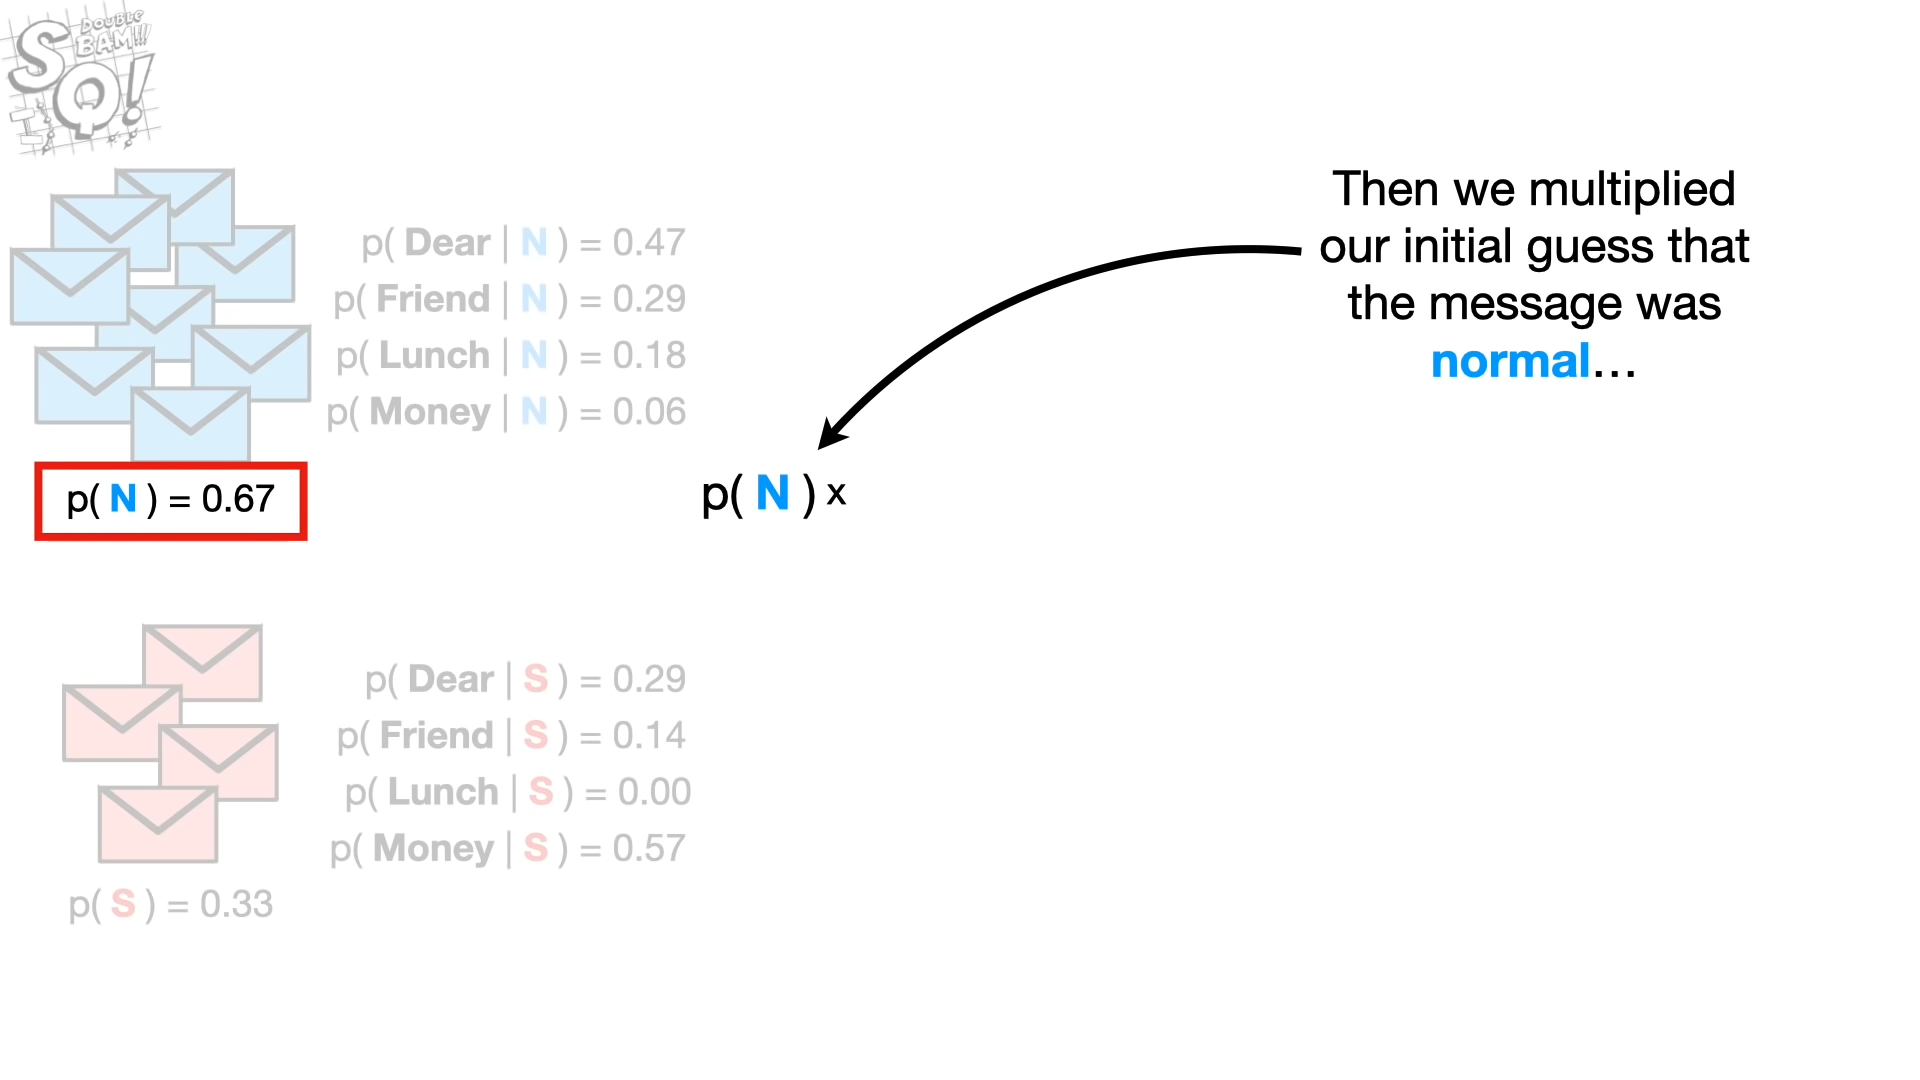 DOUBLE
BAM!!!
SQ!
p( Dear | N ) = 0.47
p( Friend | N ) = 0.29
p( Lunch | N ) = 0.18
p( Money | N ) = 0.06
p( N ) = 0.67
Then we multiplied
our initial guess that
the message was
normal…
p( N ) x
p( Dear | S ) = 0.29
p( Friend | S ) = 0.14
p( Lunch | S ) = 0.00
p( Money | S ) = 0.57
p( S ) = 0.33